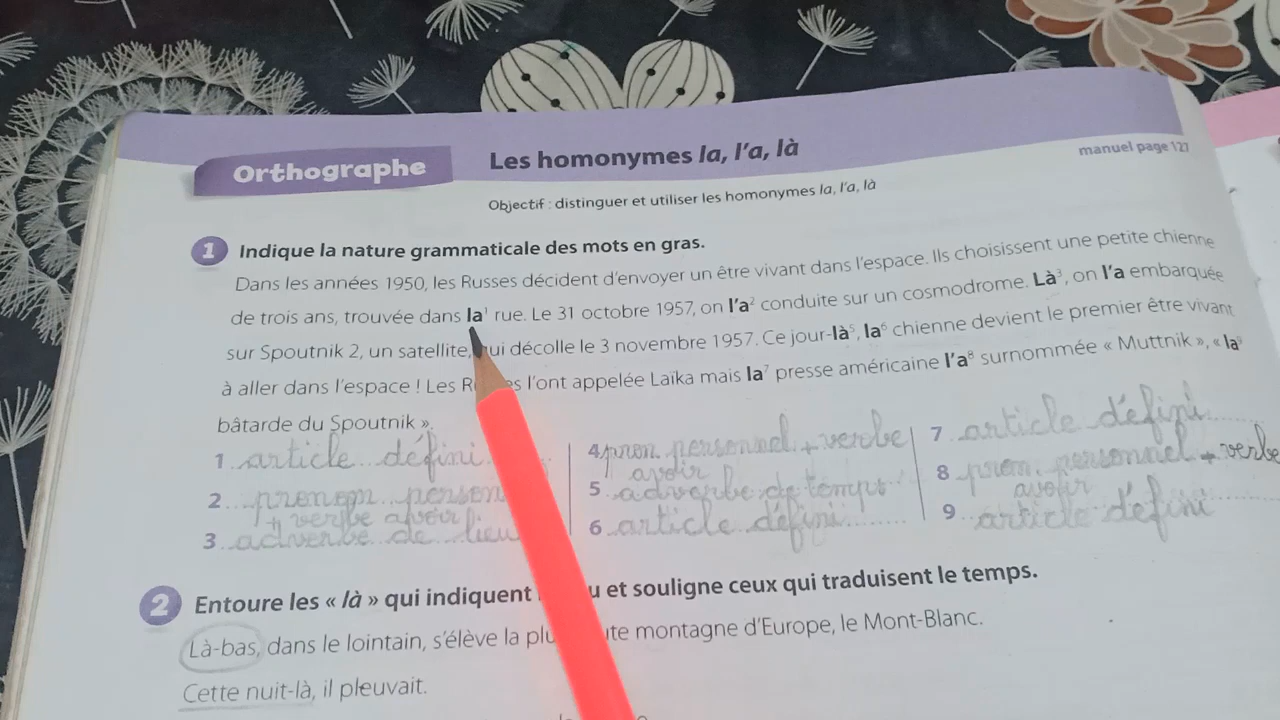 Orthographe
Les homonymes la, l'a, là
manuel page 127
Objectif : distinguer et utiliser les homonymes la, l'a, là
1 Indique la nature grammaticale des mots en gras.
Dans les années 1950, les Russes décident d'envoyer un être vivant dans l'espace. Ils choisissent une petite chienne
de trois ans, trouvée dans la¹ rue. Le 31 octobre 1957, on l'a² conduite sur un cosmodrome. Là³, on l'a embarquée
sur Spoutnik 2, un satellite, qui décolle le 3 novembre 1957. Ce jour-là⁵, la⁶ chienne devient le premier être vivant
à aller dans l'espace ! Les l'ont appelée Laïka mais la⁷ presse américaine l'a⁸ surnommée « Muttnik », « la⁹
bâtarde du Spoutnik ».
1 article défini
2 pronom person
+ verbe avoir
3 adverbe de lieu
4 pron personnel + verbe
avoir
5 adverbe de temps
6 article défini
7 article défini
8 pron. personnel + verbe
avoir
9 article défini
2 Entoure les « là » qui indiquent et souligne ceux qui traduisent le temps.
Là-bas, dans le lointain, s'élève la montagne d'Europe, le Mont-Blanc.
Cette nuit-là, il pleuvait.